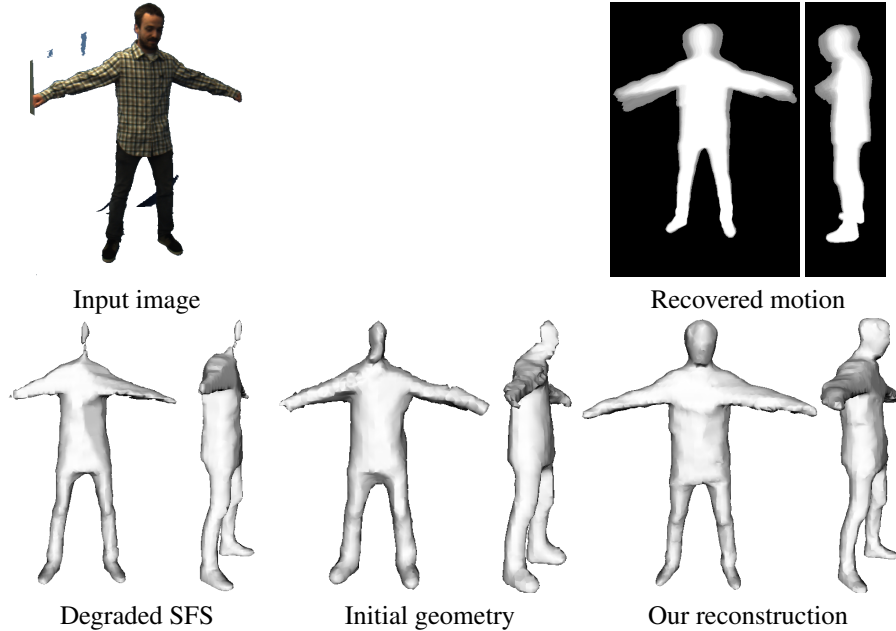 Input image
Recovered motion
Degraded SFS
Initial geometry
Our reconstruction